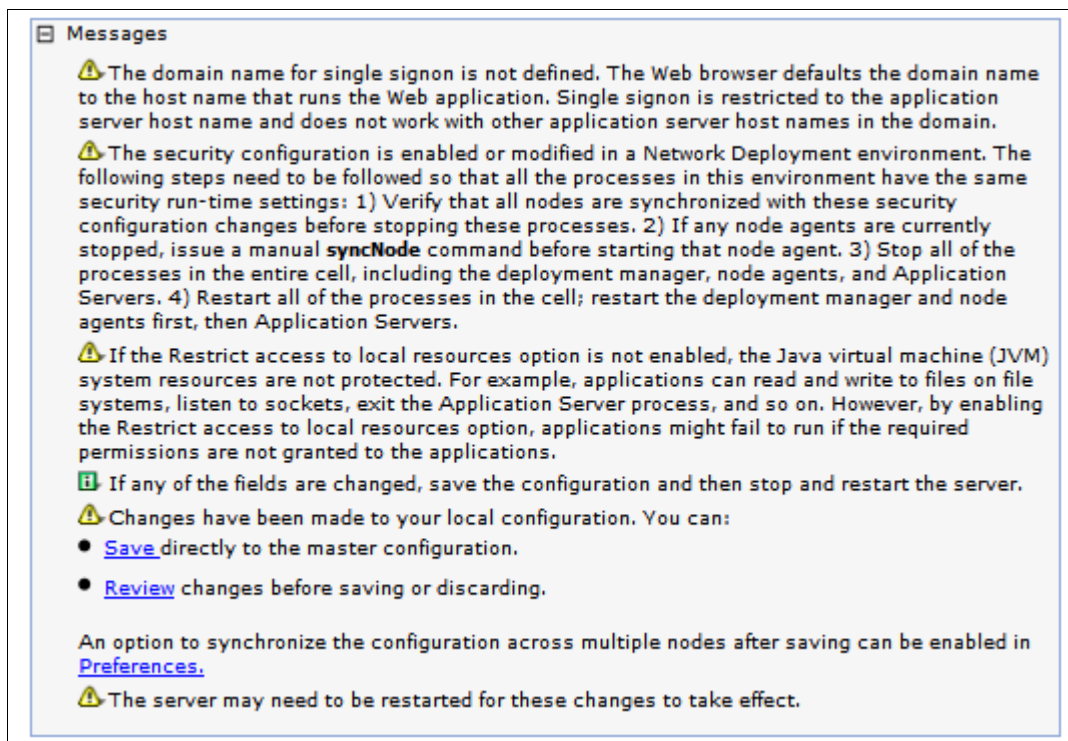 Messages
The domain name for single signon is not defined. The Web browser defaults the domain name
to the host name that runs the Web application. Single signon is restricted to the application
server host name and does not work with other application server host names in the domain.
The security configuration is enabled or modified in a Network Deployment environment. The
following steps need to be followed so that all the processes in this environment have the same
security run-time settings: 1) Verify that all nodes are synchronized with these security
configuration changes before stopping these processes. 2) If any node agents are currently
stopped, issue a manual syncNode command before starting that node agent. 3) Stop all of the
processes in the entire cell, including the deployment manager, node agents, and Application
Servers. 4) Restart all of the processes in the cell; restart the deployment manager and node
agents first, then Application Servers.
If the Restrict access to local resources option is not enabled, the Java virtual machine (JVM)
system resources are not protected. For example, applications can read and write to files on file
systems, listen to sockets, exit the Application Server process, and so on. However, by enabling
the Restrict access to local resources option, applications might fail to run if the required
permissions are not granted to the applications.
If any of the fields are changed, save the configuration and then stop and restart the server.
Changes have been made to your local configuration. You can:
● Save directly to the master configuration.
● Review changes before saving or discarding.
An option to synchronize the configuration across multiple nodes after saving can be enabled in
Preferences.
The server may need to be restarted for these changes to take effect.